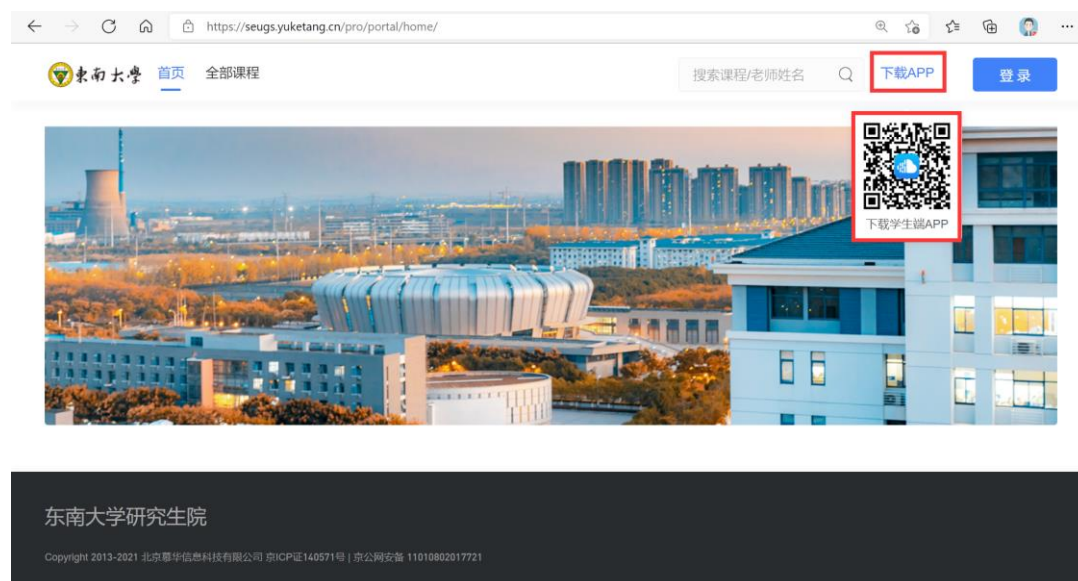 https://seugs.yuketang.cn/pro/portal/home/
東南大學 首页 全部课程 搜索课程/老师姓名 下载APP 登录
下载学生端APP
东南大学研究生院
Copyright 2013-2021 北京慕华信息科技有限公司 京ICP证140571号 | 京公网安备 11010802017721